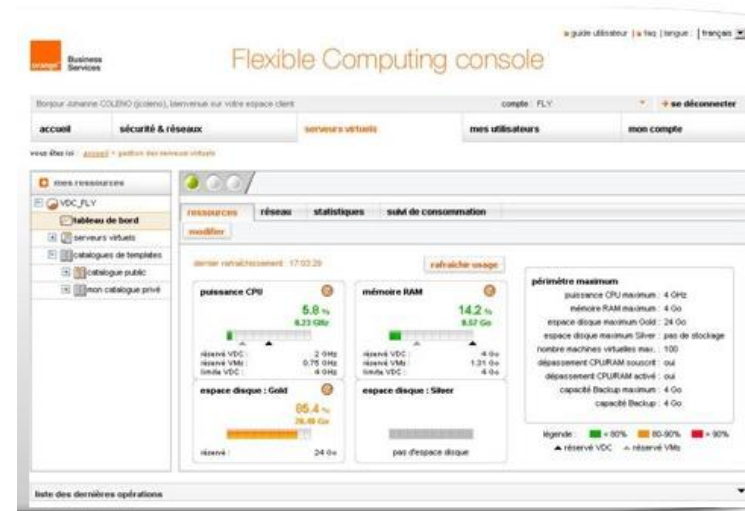 guide utilisateur | faq | langue : français
orange
Business
Services
Flexible Computing console
Bonjour Johanne COLENO (jcoleno), bienvenue sur votre espace client
compte : FLY
se déconnecter
accueil
sécurité & réseaux
serveurs virtuels
mes utilisateurs
mon compte
vous êtes ici : accueil > gestion des serveurs virtuels
mes ressources
VDC_FLY
tableau de bord
serveurs virtuels
catalogues de templates
catalogue public
mon catalogue privé
ressources
réseau
statistiques
suivi de consommation
modifier
dernier rafraîchissement : 17:03:29
rafraîchir usage
puissance CPU
5.8 %
0.23 GHz
réservé VDC : 2 GHz
réservé VMs : 0.75 GHz
limite VDC : 4 GHz
mémoire RAM
14.2 %
0.57 Go
réservé VDC : 4 Go
réservé VMs : 1.31 Go
limite VDC : 4 Go
espace disque : Gold
85.4 %
20.49 Go
réservé : 24 Go
espace disque : Silver
pas d'espace disque
périmètre maximum
puissance CPU maximum : 4 GHz
mémoire RAM maximum : 4 Go
espace disque maximum Gold : 24 Go
espace disque maximum Silver : pas de stockage
nombre machines virtuelles max. : 100
dépassement CPU/RAM souscrit : oui
dépassement CPU/RAM activé : oui
capacité Backup maximum : 4 Go
capacité Backup : 4 Go
légende : < 80% 80-90% > 90%
réservé VDC réservé VMs
liste des dernières opérations